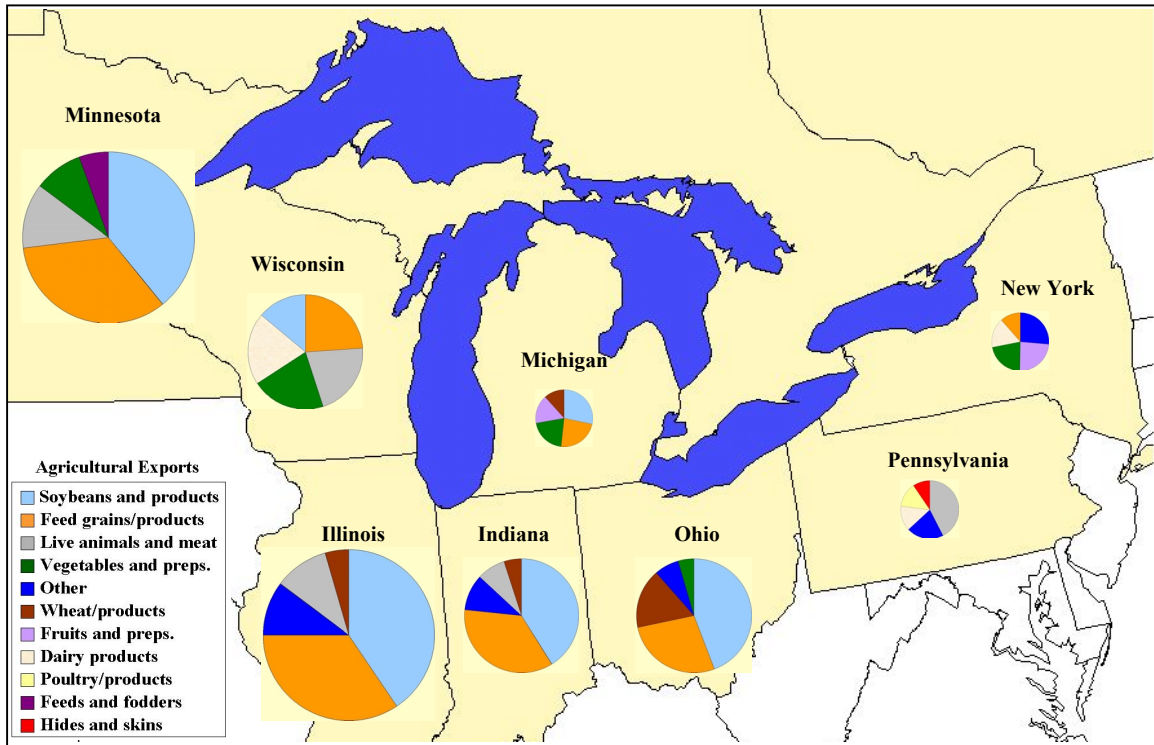 Minnesota
Wisconsin
New York
Michigan
Pennsylvania
Illinois
Indiana
Ohio
Agricultural Exports
Soybeans and products
Feed grains/products
Live animals and meat
Vegetables and preps.
Other
Wheat/products
Fruits and preps.
Dairy products
Poultry/products
Feeds and fodders
Hides and skins